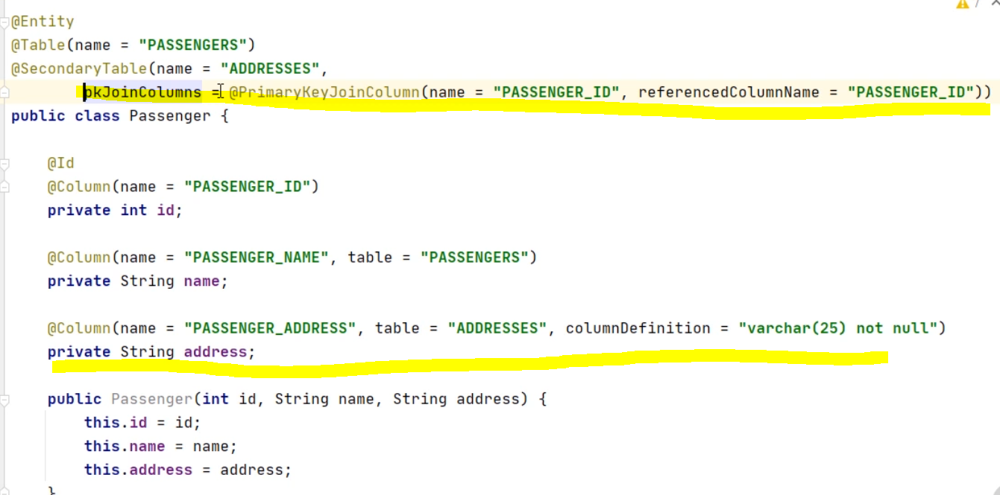 @Entity
@Table(name = "PASSENGERS")
@SecondaryTable(name = "ADDRESSES",
pkJoinColumns = @PrimaryKeyJoinColumn(name = "PASSENGER_ID", referencedColumnName = "PASSENGER_ID"))
public class Passenger {
@Id
@Column(name = "PASSENGER_ID")
private int id;
@Column(name = "PASSENGER_NAME", table = "PASSENGERS")
private String name;
@Column(name = "PASSENGER_ADDRESS", table = "ADDRESSES", columnDefinition = "varchar(25) not null")
private String address;
public Passenger(int id, String name, String address) {
this.id = id;
this.name = name;
this.address = address;
}